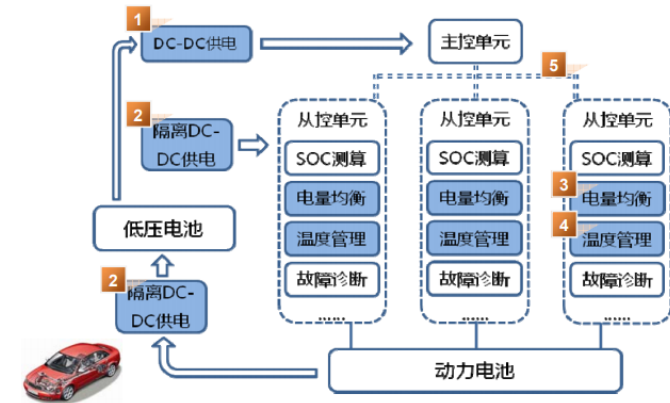 1
DC-DC供电
主控单元
5
2
隔离DC-
DC供电
从控单元
SOC测算
电量均衡
温度管理
故障诊断
......
从控单元
SOC测算
电量均衡
温度管理
故障诊断
......
从控单元
SOC测算
3
电量均衡
4
温度管理
故障诊断
......
低压电池
2
隔离DC-
DC供电
动力电池